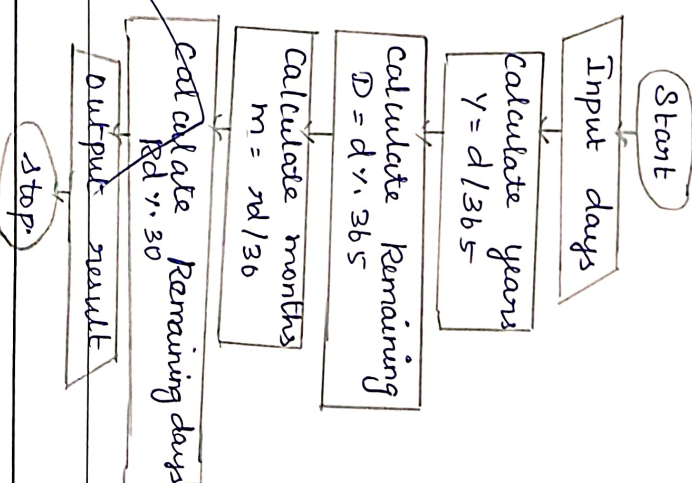 Start
Input days
Calculate years
Y = d/365
Calculate Remaining
D = d % 365
Calculate months
m = rd/30
Calculate Remaining days
Rd % 30
Output result
Stop.